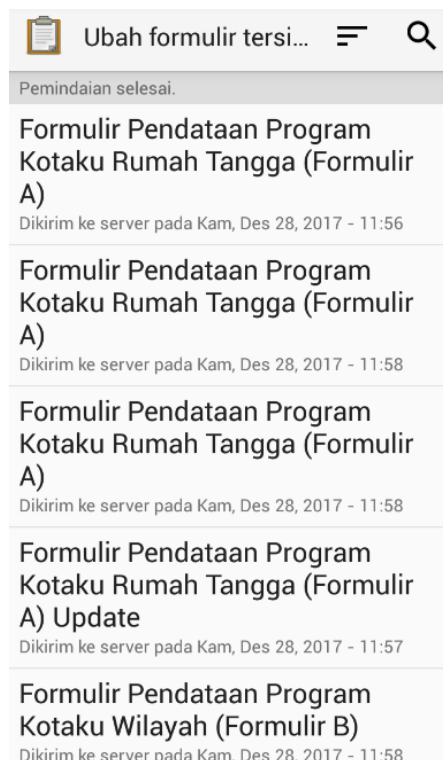 Ubah formulir tersi...
Pemindaian selesai.
Formulir Pendataan Program
Kotaku Rumah Tangga (Formulir
A)
Dikirim ke server pada Kam, Des 28, 2017 - 11:56
Formulir Pendataan Program
Kotaku Rumah Tangga (Formulir
A)
Dikirim ke server pada Kam, Des 28, 2017 - 11:58
Formulir Pendataan Program
Kotaku Rumah Tangga (Formulir
A)
Dikirim ke server pada Kam, Des 28, 2017 - 11:58
Formulir Pendataan Program
Kotaku Rumah Tangga (Formulir
A) Update
Dikirim ke server pada Kam, Des 28, 2017 - 11:57
Formulir Pendataan Program
Kotaku Wilayah (Formulir B)
Dikirim ke server pada Kam, Des 28, 2017 - 11:58